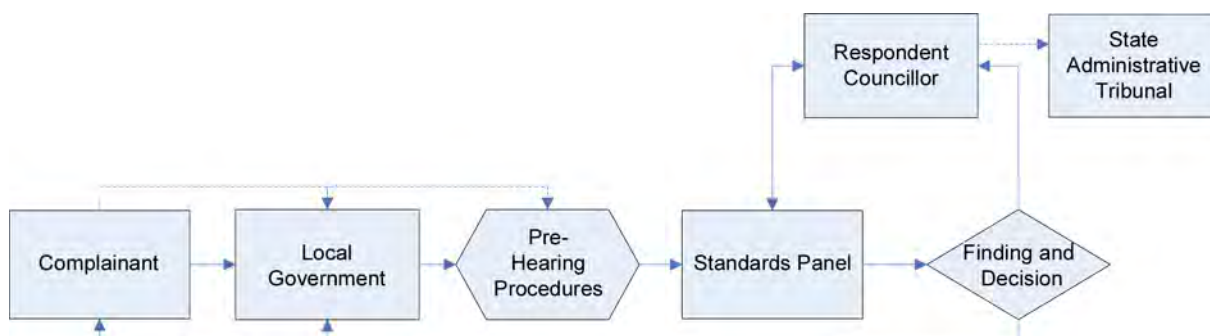 Respondent
Councillor
State
Administrative
Tribunal
Complainant
Local
Government
Pre-
Hearing
Procedures
Standards Panel
Finding and
Decision